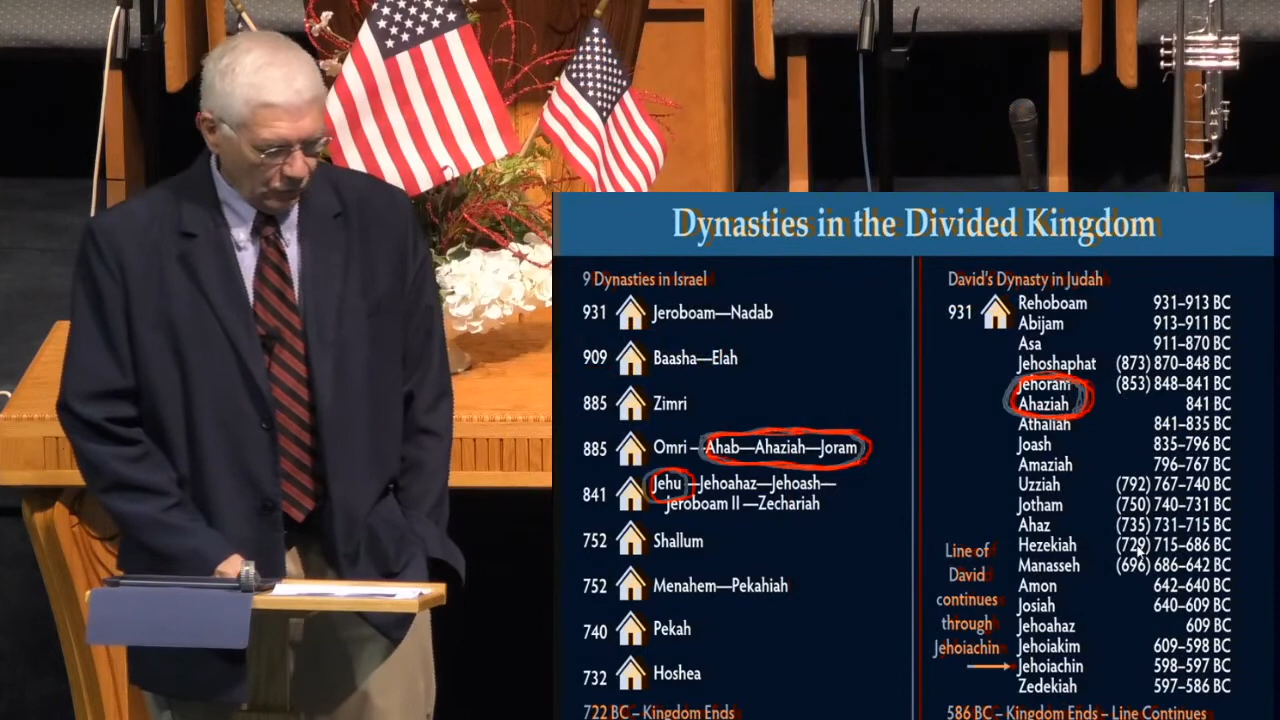 Dynasties in the Divided Kingdom
9 Dynasties in Israel
931 Jeroboam—Nadab
909 Baasha—Elah
885 Zimri
885 Omri—Ahab—Ahaziah—Joram
841 Jehu—Jehoahaz—Jehoash—
Jeroboam II—Zechariah
752 Shallum
752 Menahem—Pekahiah
740 Pekah
732 Hoshea
722 BC – Kingdom Ends
David's Dynasty in Judah
931 Rehoboam 931–913 BC
Abijam 913–911 BC
Asa 911–870 BC
Jehoshaphat (873) 870–848 BC
Jehoram (853) 848–841 BC
Ahaziah 841 BC
Athaliah 841–835 BC
Joash 835–796 BC
Amaziah 796–767 BC
Uzziah (792) 767–740 BC
Jotham (750) 740–731 BC
Ahaz (735) 731–715 BC
Hezekiah (729) 715–686 BC
Manasseh (696) 686–642 BC
Amon 642–640 BC
Josiah 640–609 BC
Jehoahaz 609 BC
Jehoiakim 609–598 BC
Jehoiachin 598–597 BC
Zedekiah 597–586 BC
Line of
David
continues
through
Jehoiachin
586 BC – Kingdom Ends – Line Continues